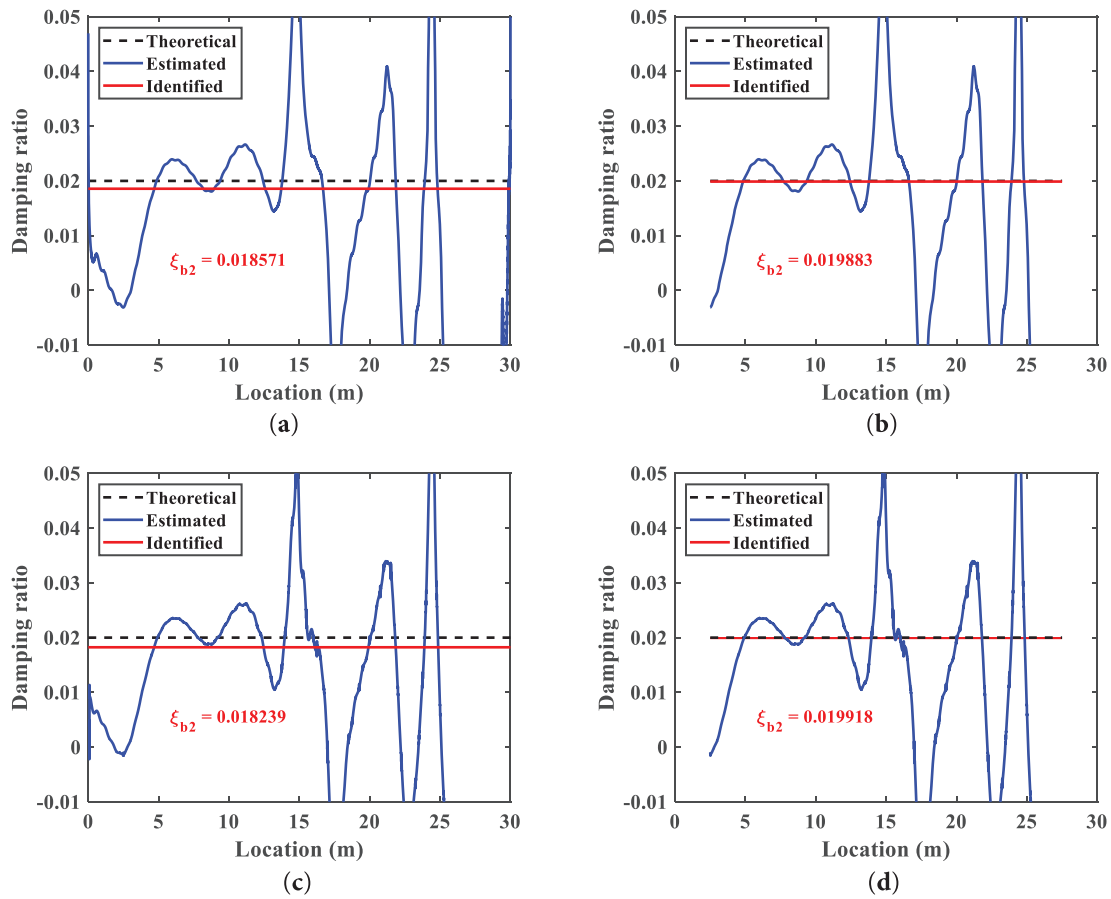 0.05
0.04
0.03
0.02
0.01
0
-0.01
Damping ratio
Theoretical
Estimated
Identified
ξb2 = 0.018571
0 5 10 15 20 25 30
Location (m)
(a)
0.05
0.04
0.03
0.02
0.01
0
-0.01
Damping ratio
Theoretical
Estimated
Identified
ξb2 = 0.019883
0 5 10 15 20 25 30
Location (m)
(b)
0.05
0.04
0.03
0.02
0.01
0
-0.01
Damping ratio
Theoretical
Estimated
Identified
ξb2 = 0.018239
0 5 10 15 20 25 30
Location (m)
(c)
0.05
0.04
0.03
0.02
0.01
0
-0.01
Damping ratio
Theoretical
Estimated
Identified
ξb2 = 0.019918
0 5 10 15 20 25 30
Location (m)
(d)